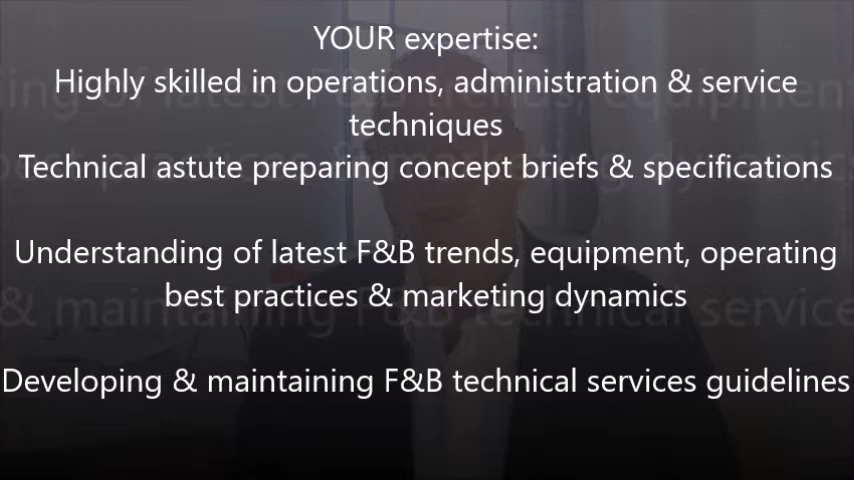 YOUR expertise:
Highly skilled in operations, administration & service
techniques
Technical astute preparing concept briefs & specifications
Understanding of latest F&B trends, equipment, operating
best practices & marketing dynamics
Developing & maintaining F&B technical services guidelines